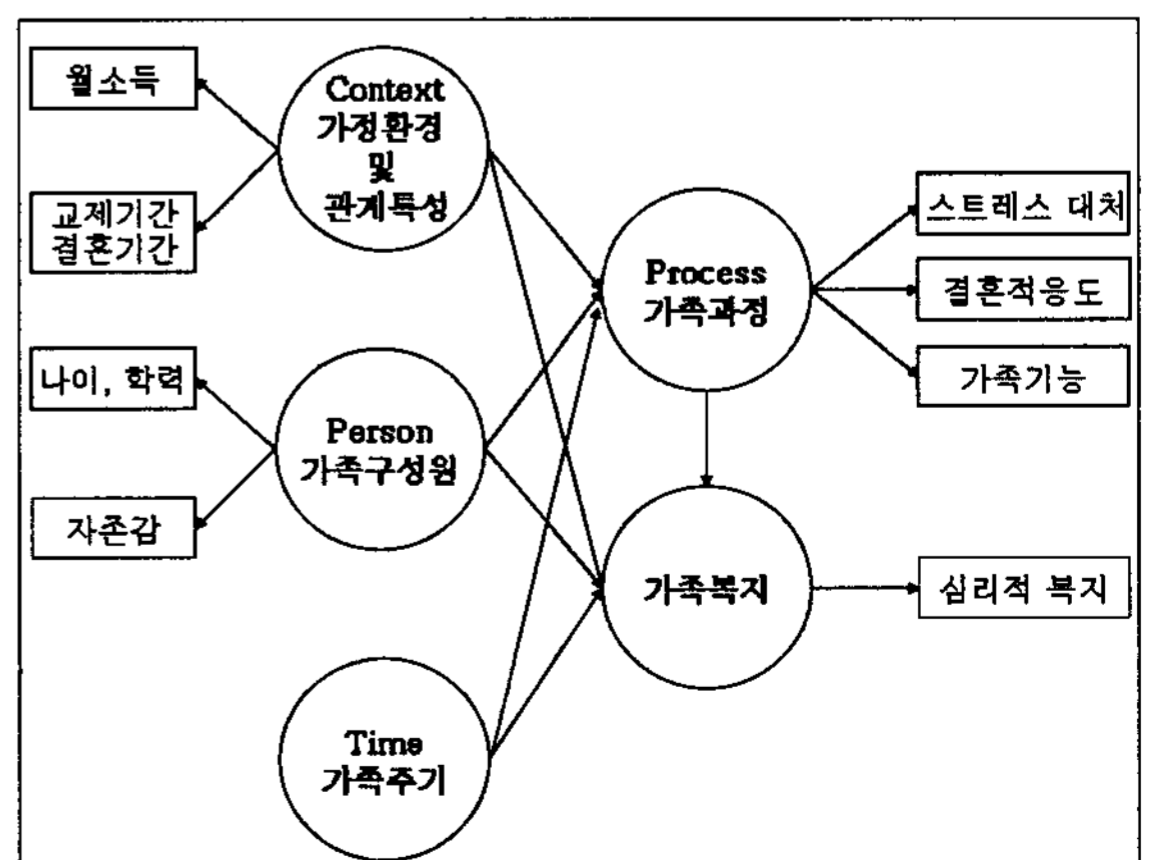 월소득
교제기간
결혼기간
Context
가정환경
및
관계특성
나이, 학력
자존감
Person
가족구성원
Time
가족주기
Process
가족과정
가족복지
스트레스 대처
결혼적응도
가족기능
심리적 복지